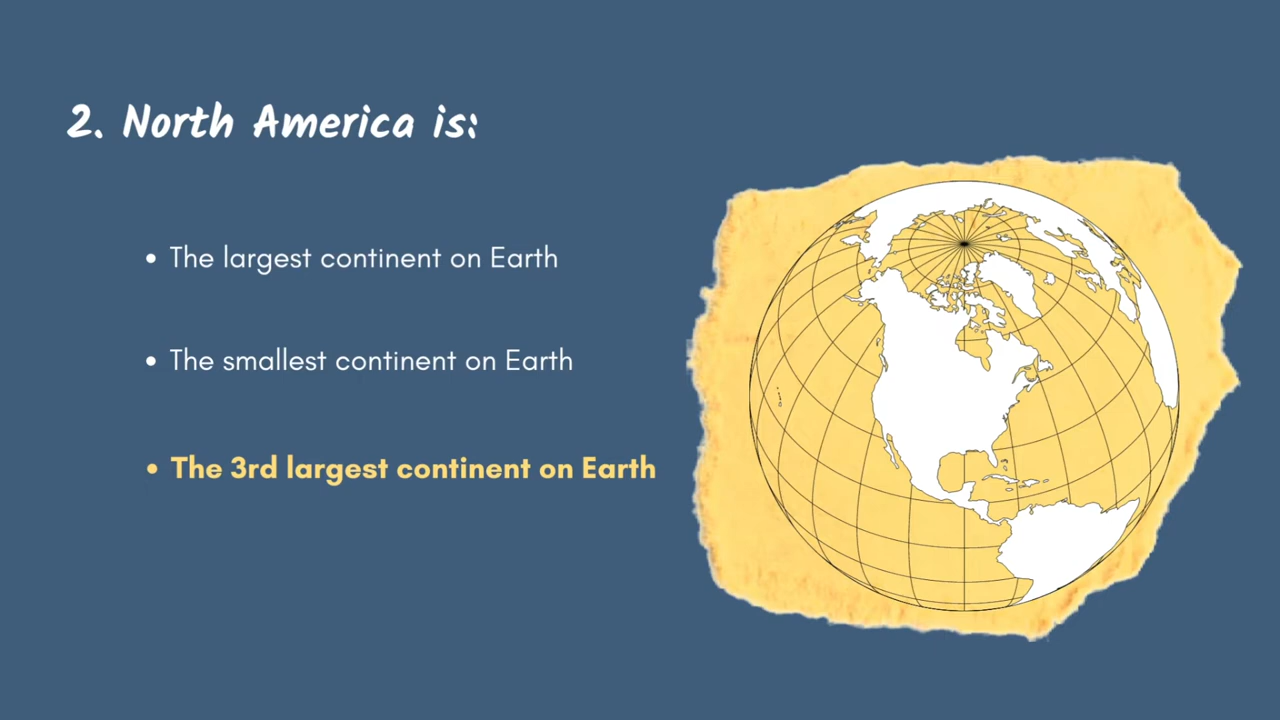 2. North America is:
• The largest continent on Earth
• The smallest continent on Earth
• The 3rd largest continent on Earth